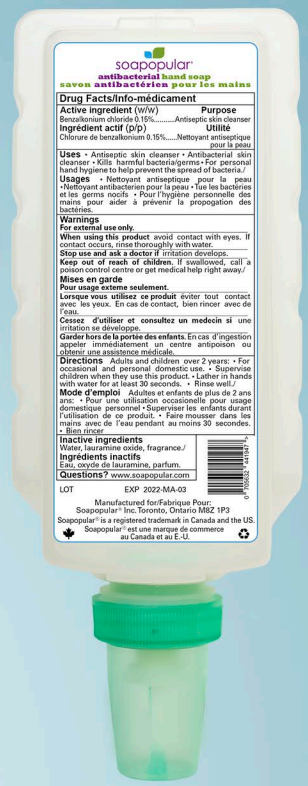 soapopular®
antibacterial hand soap
savon antibactérien pour les mains
Drug Facts/Info-médicament
Active ingredient (w/w) Purpose
Benzalkonium chloride 0.15%..........Antiseptic skin cleanser
Ingrédient actif (p/p) Utilité
Chlorure de benzalkonium 0.15%......Nettoyant antiseptique
pour la peau
Uses • Antiseptic skin cleanser • Antibacterial skin
cleanser • Kills harmful bacteria/germs • For personal
hand hygiene to help prevent the spread of bacteria./
Usages • Nettoyant antiseptique pour la peau
•Nettoyant antibacterien pour la peau •Tue les bactéries
et les germs nocifs • Pour l'hygiène personnelle des
mains pour aider à prévenir la propogation des
bactéries.
Warnings
For external use only.
When using this product avoid contact with eyes. If
contact occurs, rinse thoroughly with water.
Stop use and ask a doctor if irritation develops.
Keep out of reach of children. If swallowed, call a
poison control centre or get medical help right away./
Mises en garde
Pour usage externe seulement.
Lorsque vous utilisez ce produit éviter tout contact
avec les yeux. En cas de contact, bien rincer avec de
l'eau.
Cessez d'utiliser et consultez un medecin si une
irritation se développe.
Garder hors de la portée des enfants. En cas d'ingestion
appeler immédiatement un centre antipoison ou
obtenir une assistance médicale.
Directions Adults and children over 2 years: • For
occasional and personal domestic use. • Supervise
children when they use this product. • Lather in hands
with water for at least 30 seconds. • Rinse well./
Mode d'emploi Adultes et enfants de plus de 2 ans
ans: • Pour une utilisation occasionelle pour usage
domestique personnel • Superviser les enfants durant
l'utilisation de ce produit. • Faire mousser dans les
mains avec de l'eau pendant au moins 30 secondes.
• Bien rincer
Inactive ingredients
Water, lauramine oxide, fragrance./
Ingrédients inactifs
Eau, oxyde de lauramine, parfum.
Questions? www.soapopular.com
0 705632 441947 >
LOT EXP 2022-MA-03
Manufactured for/Fabrique Pour:
Soapopular® Inc.Toronto, Ontario M8Z 1P3
Soapopular® is a registered trademark in Canada and the US.
Soapopular® est une marque de commerce
au Canada et au E.-U.